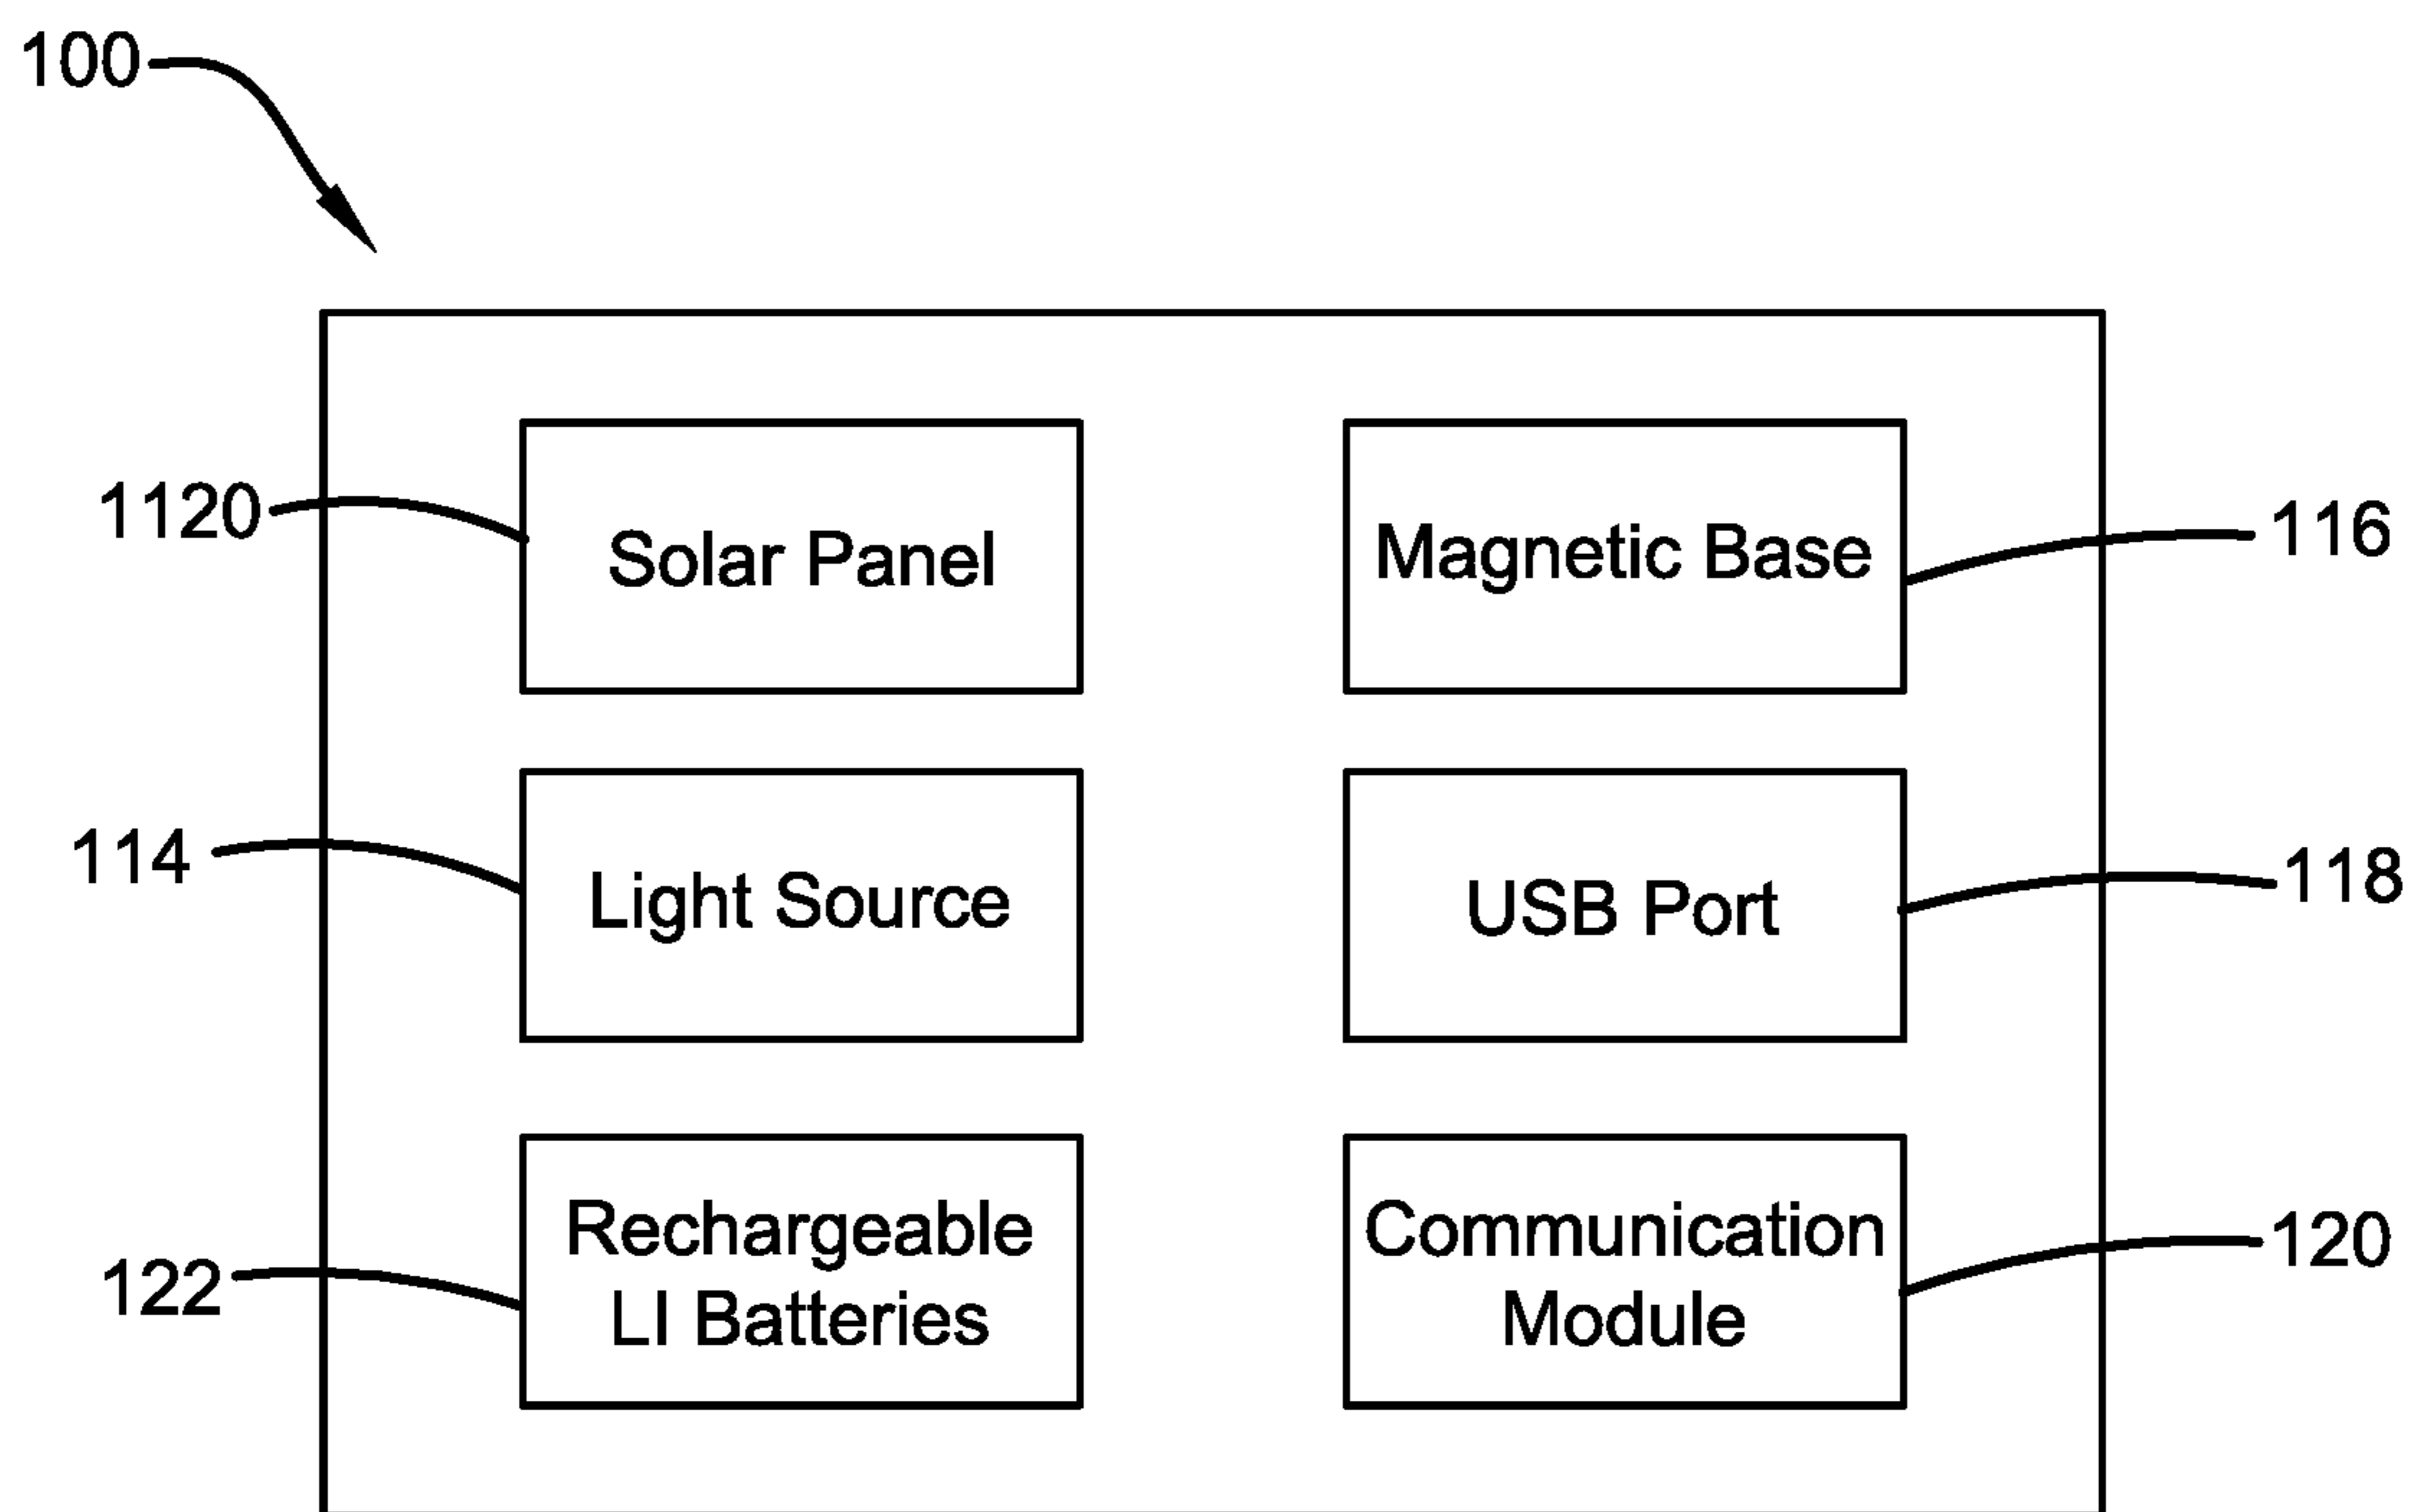 100
1120
Solar Panel
Magnetic Base
116
114
Light Source
USB Port
118
122
Rechargeable
LI Batteries
Communication
Module
120